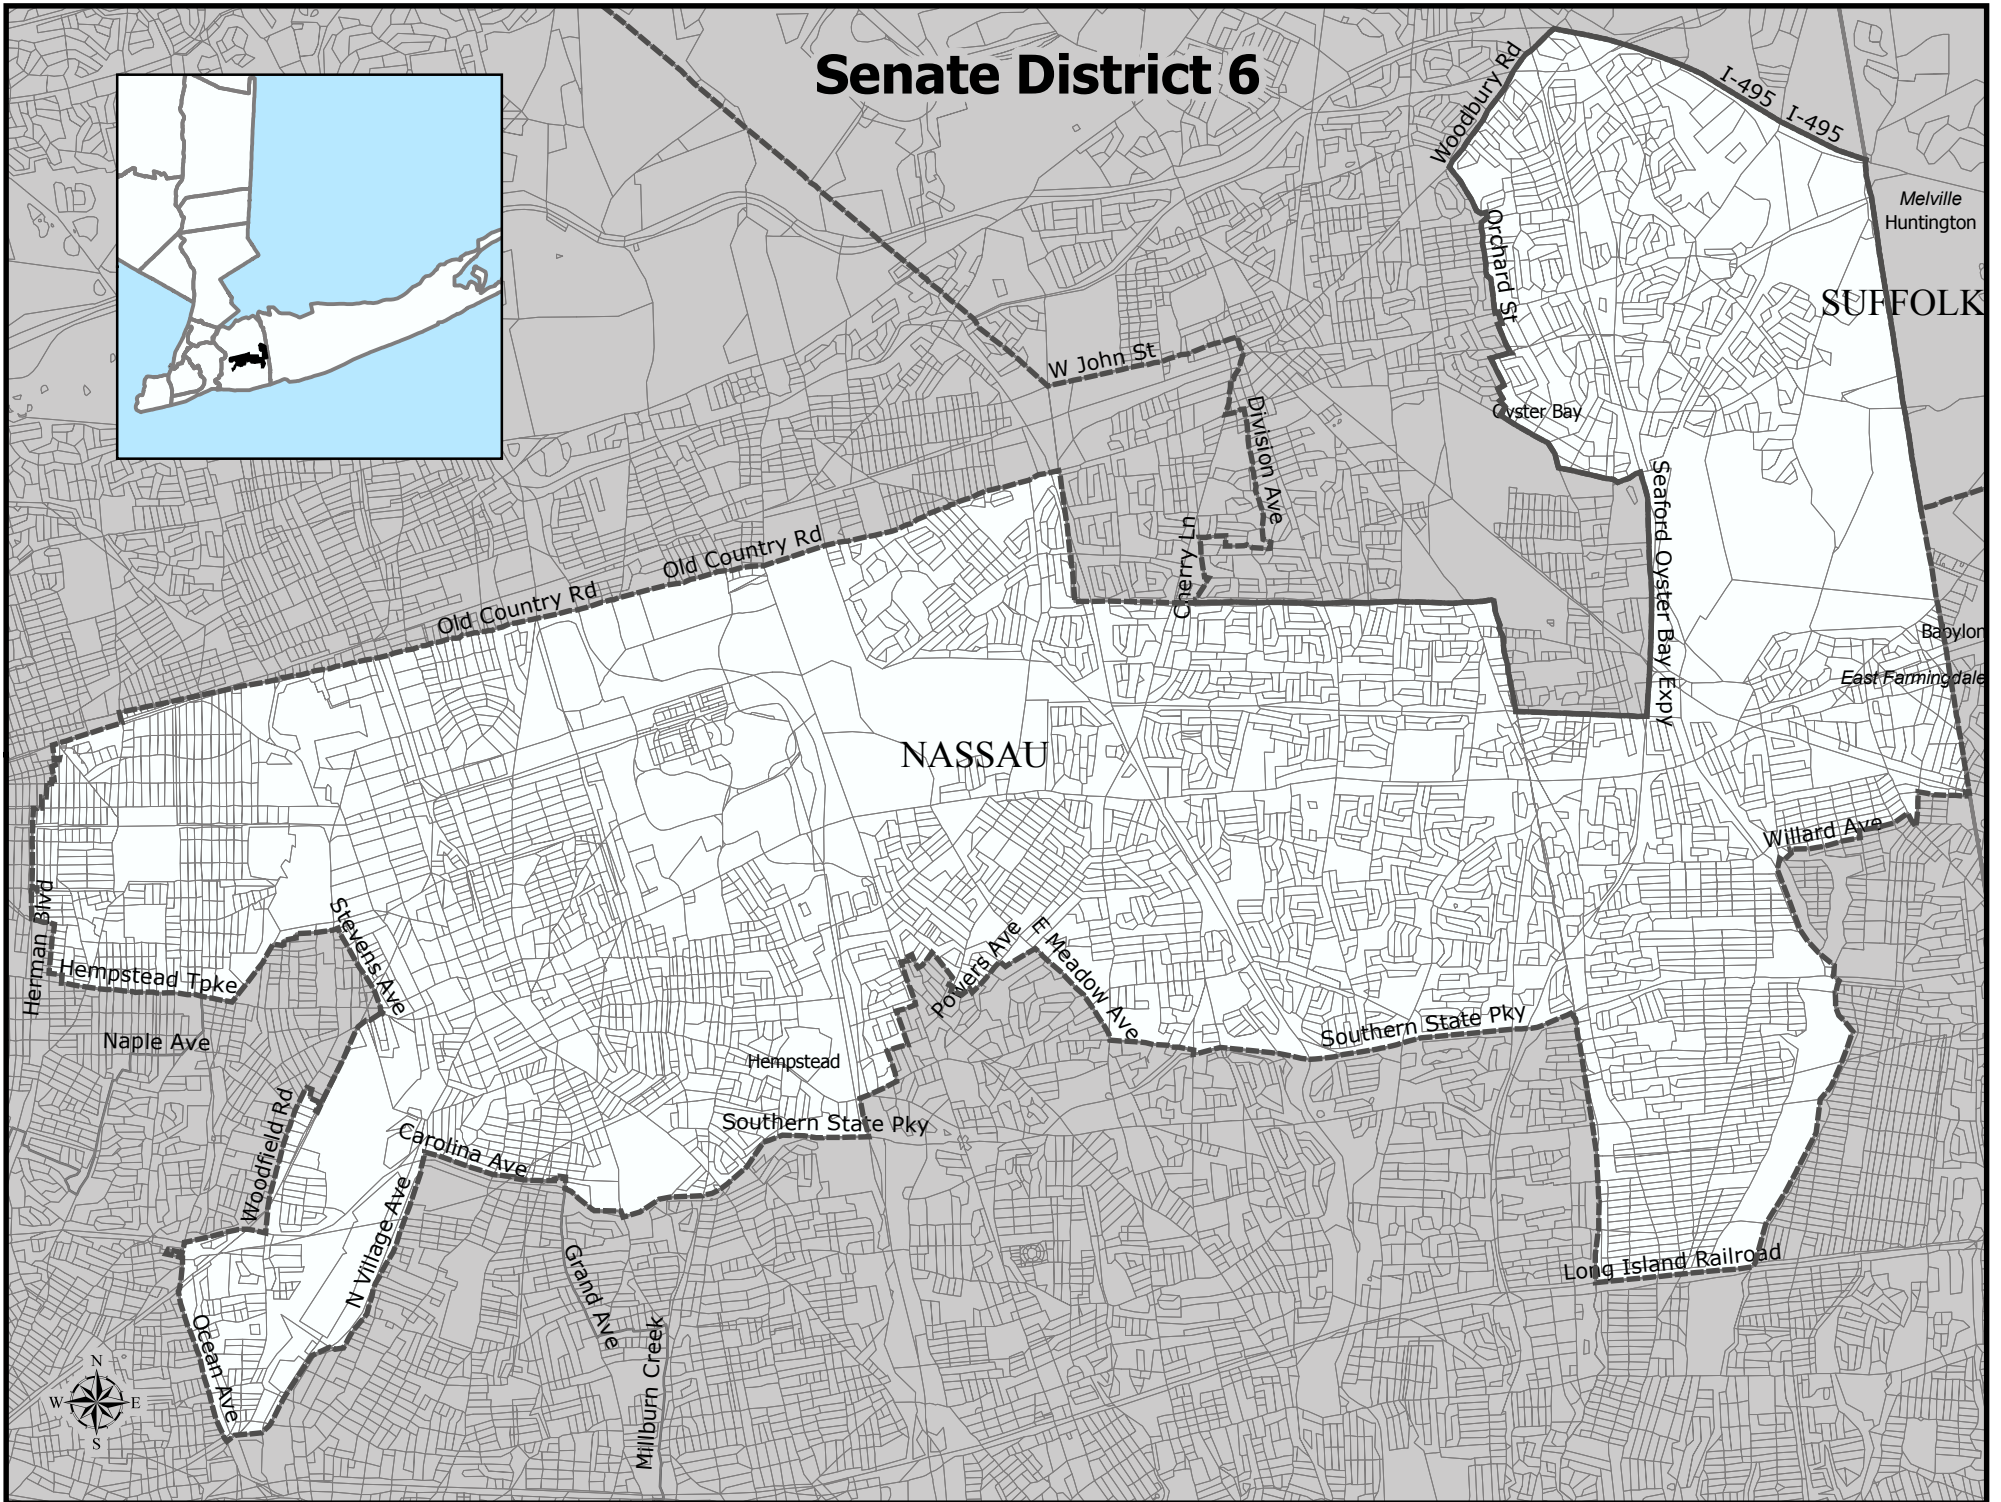 Senate District 6
Woodbury Rd
I-495
I-495
Melville
Huntington
Orchard St
SUFFOLK
W John St
Oyster Bay
Division Ave
Seaford Oyster Bay Expy
Old Country Rd
Old Country Rd
Cherry Ln
Babylon
East Farmingdale
NASSAU
Willard Ave
Herman Blvd
Stevens Ave
Hempstead Tpke
Powers Ave
E Meadow Ave
Southern State Pky
Naple Ave
Hempstead
Woodfield Rd
Southern State Pky
Carolina Ave
N Village Ave
Grand Ave
Long Island Railroad
Ocean Ave
Millburn Creek
N
W
E
S